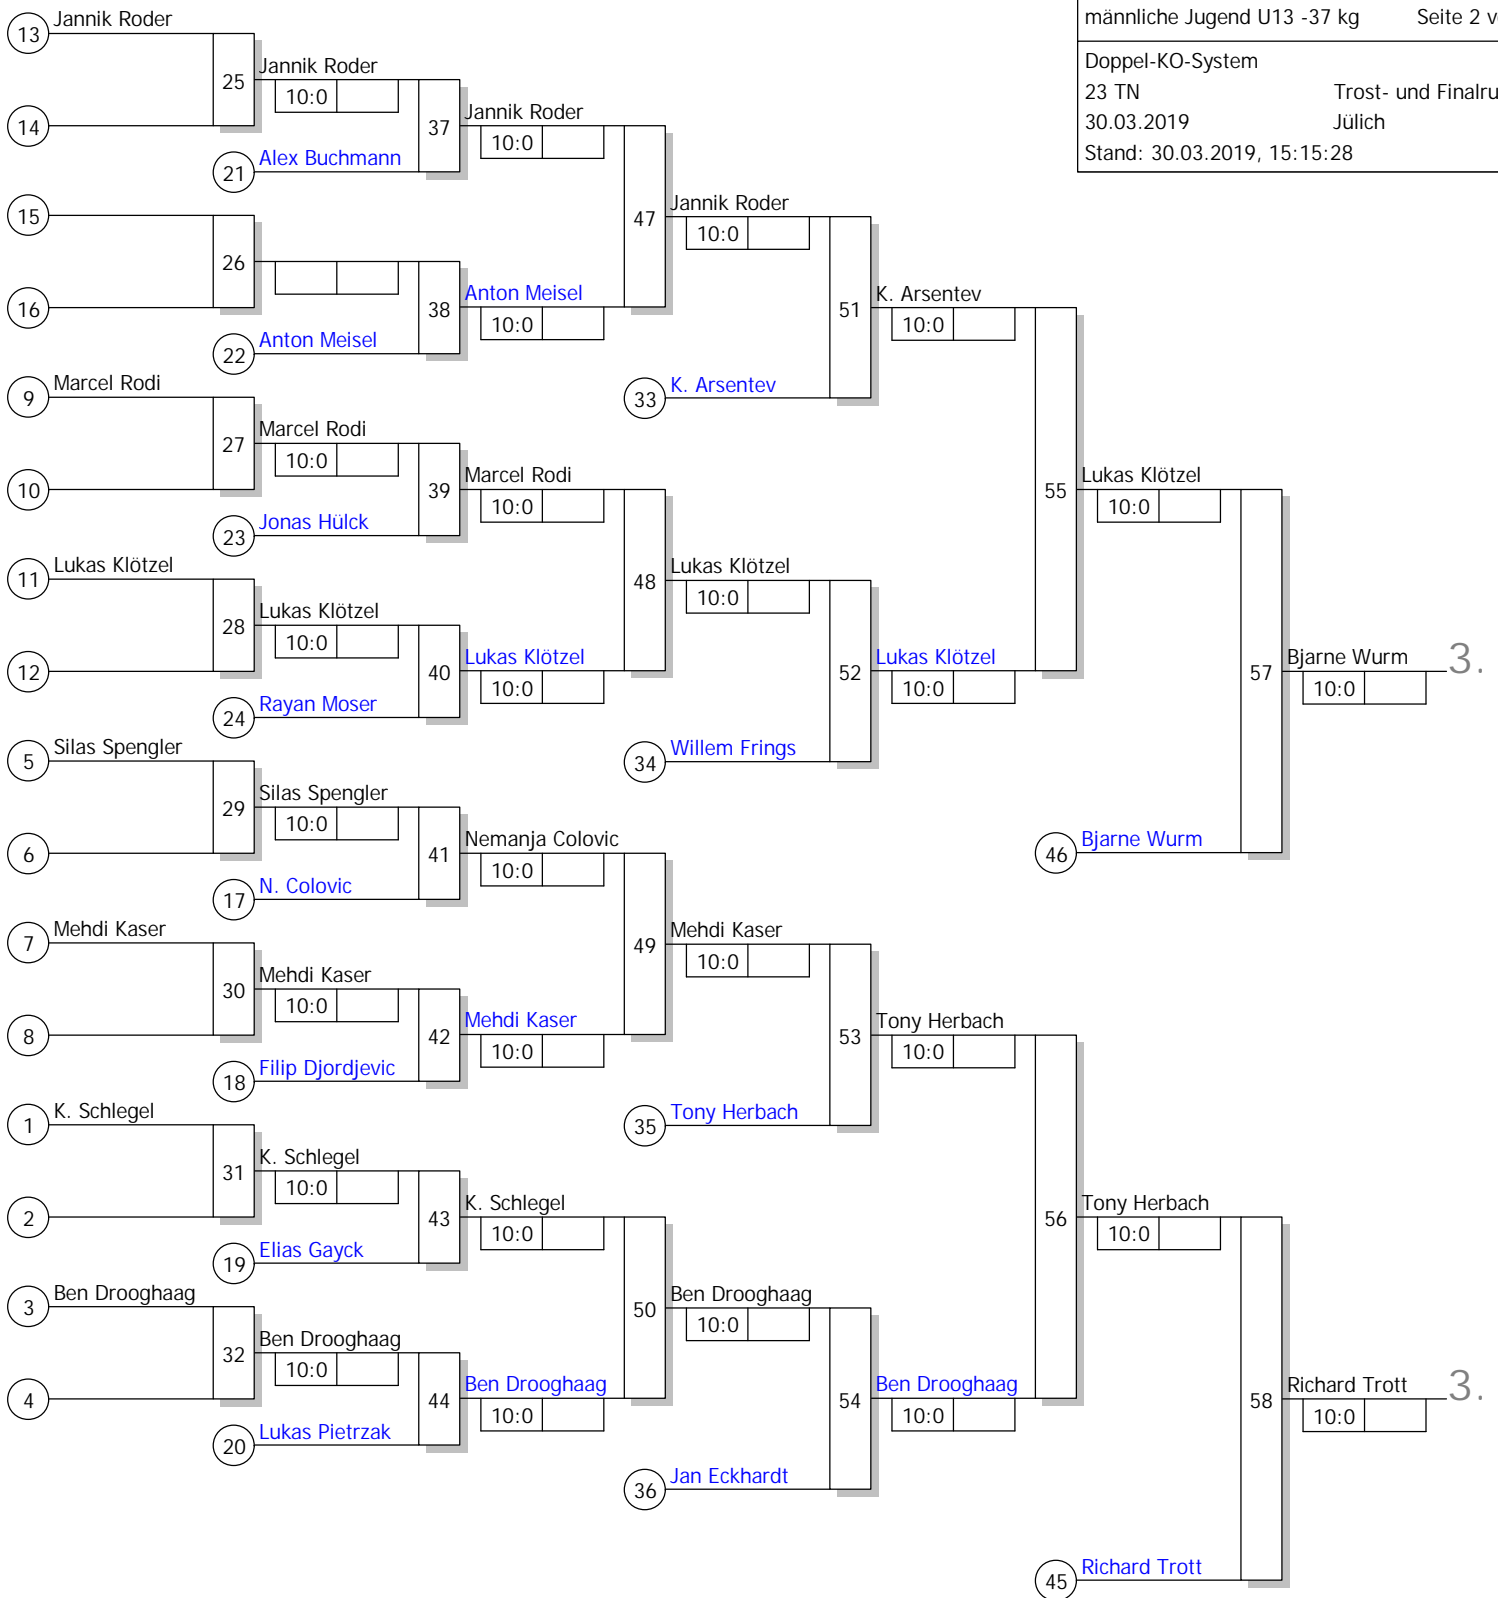 männliche Jugend U13 -37 kg Seite 2
Doppel-KO-System
23 TN Trost- und
30.03.2019 Jülich
Stand: 30.03.2019, 15:15:28
13 Jannik Roder
25 Jannik Roder
10:0
14
37 Jannik Roder
10:0
21 Alex Buchmann
15
47 Jannik Roder
10:0
26
16
38 Anton Meisel
10:0
22 Anton Meisel
51 K. Arsentev
10:0
9 Marcel Rodi
33 K. Arsentev
27 Marcel Rodi
10:0
10
39 Marcel Rodi
10:0
55 Lukas Klötzel
10:0
23 Jonas Hülck
11 Lukas Klötzel
48 Lukas Klötzel
10:0
28 Lukas Klötzel
10:0
12
40 Lukas Klötzel
10:0
52 Lukas Klötzel
10:0
57 Bjarne Wurm 3.
10:0
24 Rayan Moser
5 Silas Spengler
34 Willem Frings
29 Silas Spengler
10:0
6
41 Nemanja Colovic
10:0
46 Bjarne Wurm
17 N. Colovic
7 Mehdi Kaser
49 Mehdi Kaser
10:0
30 Mehdi Kaser
10:0
8
42 Mehdi Kaser
10:0
53 Tony Herbach
10:0
18 Filip Djordjevic
1 K. Schlegel
35 Tony Herbach
31 K. Schlegel
10:0
2
43 K. Schlegel
10:0
56 Tony Herbach
10:0
19 Elias Gayck
3 Ben Drooghaag
50 Ben Drooghaag
10:0
32 Ben Drooghaag
10:0
4
44 Ben Drooghaag
10:0
54 Ben Drooghaag
10:0
58 Richard Trott 3.
10:0
20 Lukas Pietrzak
36 Jan Eckhardt
45 Richard Trott